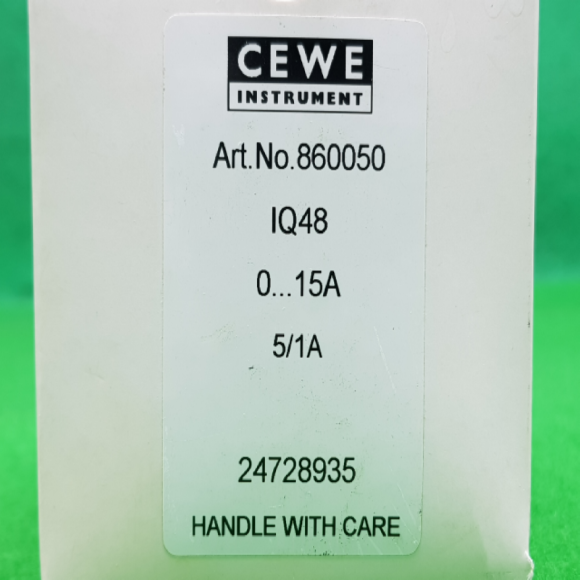 CEWE
INSTRUMENT
Art.No.860050
IQ48
0...15A
5/1A
24728935
HANDLE WITH CARE